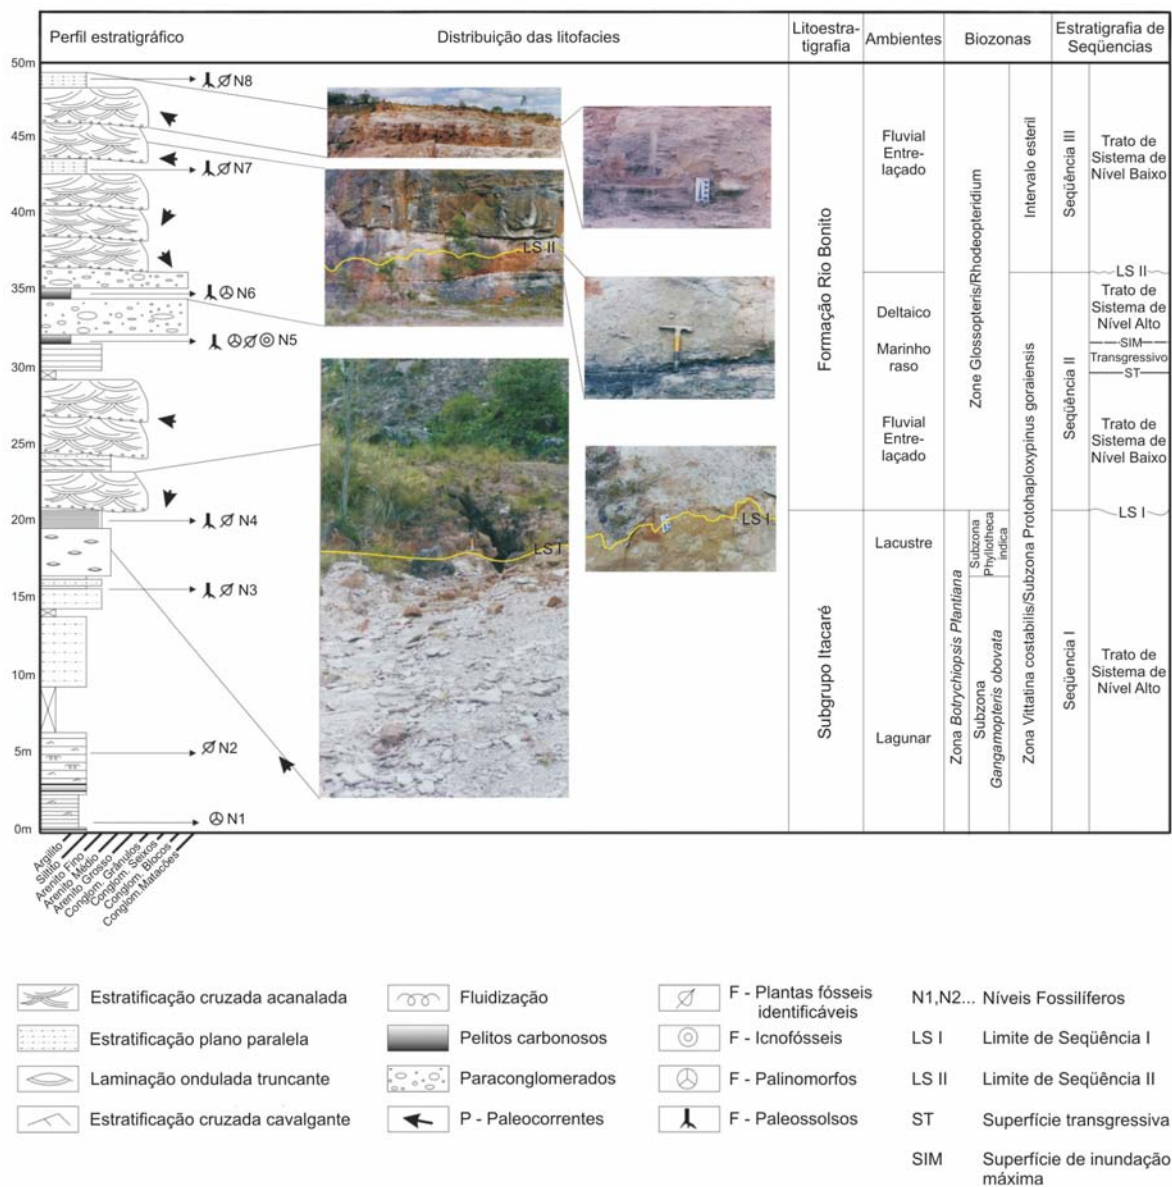 Perfil estratigráfico
Distribuição das litofacies
Litoestra-
tigrafia
Ambientes
Biozonas
Estratigrafia de
Seqüências
50m
45m
40m
35m
30m
25m
20m
15m
10m
5m
0m
N8
N7
N6
N5
N4
N3
N2
N1
LS II
LS I
LS I
Formação Rio Bonito
Subgrupo Itacaré
Fluvial
Entre-
laçado
Deltaico
Marinho
raso
Fluvial
Entre-
laçado
Lacustre
Lagunar
Zone Glossopteris/Rhodeopteridium
Zona Botrychiopsis Plantiana
Subzona
Phyllotheca
indica
Subzona
Gangamopteris obovata
Intervalo esteril
Zona Vittatina costabilis/Subzona Protohaploxypinus goraiensis
Seqüência III
Seqüência II
Seqüencia I
Trato de
Sistema de
Nível Baixo
LS II
Trato de
Sistema de
Nível Alto
SIM
Transgressivo
ST
Trato de
Sistema de
Nível Baixo
LS I
Trato de
Sistema de
Nível Alto
Argilito
Siltito
Arenito Fino
Arenito Médio
Arenito Grosso
Conglom. Grânulos
Conglom. Seixos
Conglom. Blocos
Conglom.Matacões
Estratificação cruzada acanalada
Estratificação plano paralela
Laminação ondulada truncante
Estratificação cruzada cavalgante
Fluidização
Pelitos carbonosos
Paraconglomerados
P - Paleocorrentes
F - Plantas fósseis
identificáveis
F - Icnofósseis
F - Palinomorfos
F - Paleossolsos
N1,N2... Níveis Fossilíferos
LS I Limite de Seqüência I
LS II Limite de Seqüência II
ST Superfície transgressiva
SIM Superfície de inundação
máxima